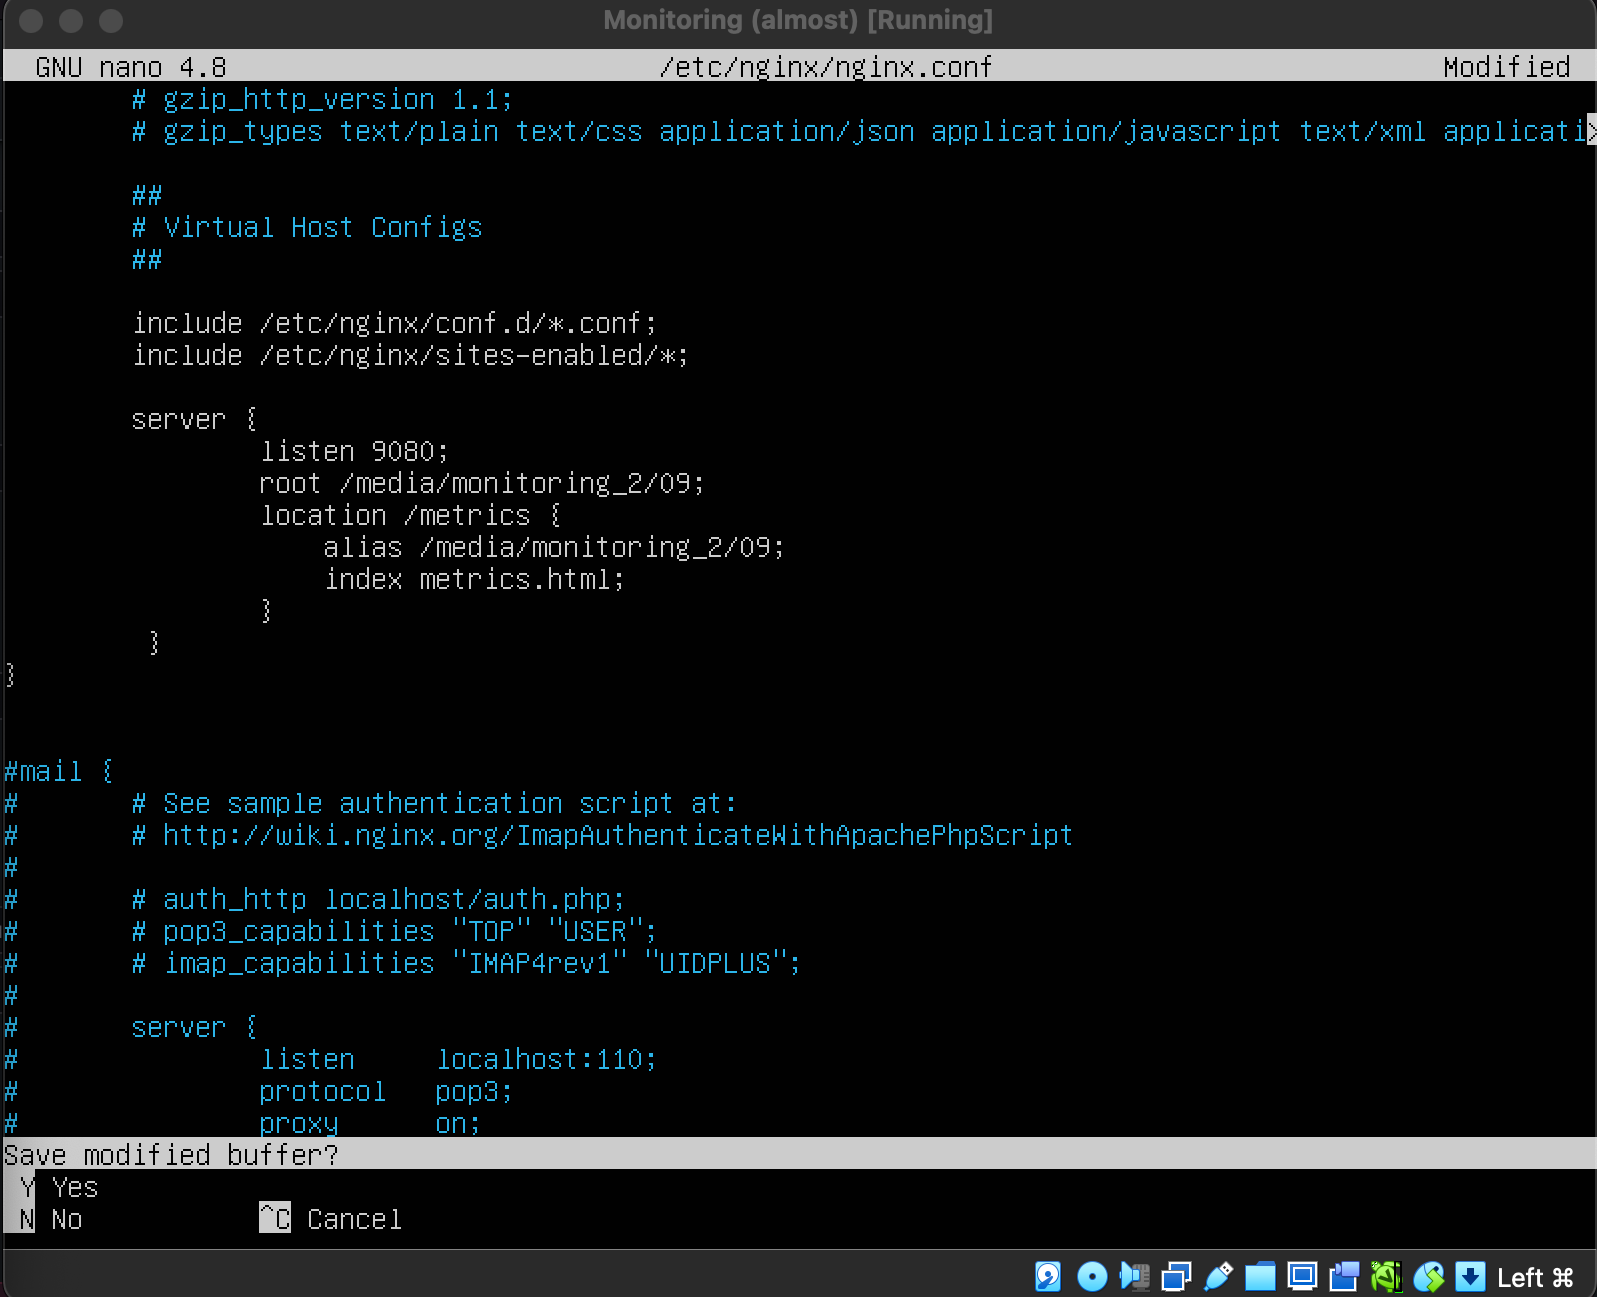 Monitoring (almost) [Running]
GNU nano 4.8 /etc/nginx/nginx.conf Modified
# gzip_http_version 1.1;
# gzip_types text/plain text/css application/json application/javascript text/xml applicati>
##
# Virtual Host Configs
##
include /etc/nginx/conf.d/*.conf;
include /etc/nginx/sites-enabled/*;
server {
listen 9080;
root /media/monitoring_2/09;
location /metrics {
alias /media/monitoring_2/09;
index metrics.html;
}
}
}
#mail {
# # See sample authentication script at:
# # http://wiki.nginx.org/ImapAuthenticateWithApachePhpScript
#
# # auth_http localhost/auth.php;
# # pop3_capabilities "TOP" "USER";
# # imap_capabilities "IMAP4rev1" "UIDPLUS";
#
# server {
# listen localhost:110;
# protocol pop3;
# proxy on;
Save modified buffer?
Y Yes
N No ^C Cancel
Left ⌘